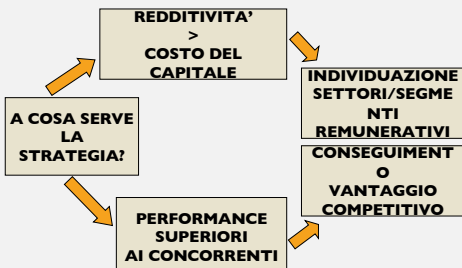 REDDITIVITA’
>
COSTO DEL
CAPITALE
INDIVIDUAZIONE
SETTORI/SEGME
NTI
REMUNERATIVI
A COSA SERVE
LA
STRATEGIA?
CONSEGUIMENT
O
VANTAGGIO
COMPETITIVO
PERFORMANCE
SUPERIORI
AI CONCORRENTI